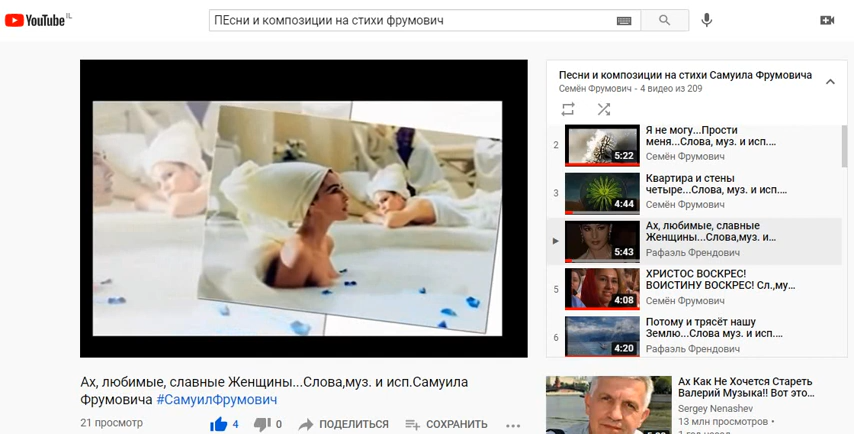 YouTube IL
ПЕсни и композиции на стихи фрумович
Песни и композиции на стихи Самуила Фрумовича
Семён Фрумович - 4 видео из 209
2
Я не могу...Прости
меня...Слова, муз. и исп....
Семён Фрумович
5:22
3
Квартира и стены
четыре...Слова, муз. и исп....
Семён Фрумович
4:44
Ах, любимые, славные
Женщины...Слова,муз. и...
Рафаэль Френдович
5:43
5
ХРИСТОС ВОСКРЕС!
ВОИСТИНУ ВОСКРЕС! Сл.,му...
Семён Фрумович
4:08
6
Потому и трясёт нашу
Землю...Слова муз. и исп....
Рафаэль Френдович
4:20
Ах, любимые, славные Женщины...Слова,муз. и исп.Самуила
Фрумовича #СамуилФрумович
21 просмотр
4
0
ПОДЕЛИТЬСЯ
СОХРАНИТЬ
Ах Как Не Хочется Стареть
Валерий Музыка!! Вот это...
Sergey Nenashev
13 млн просмотров •